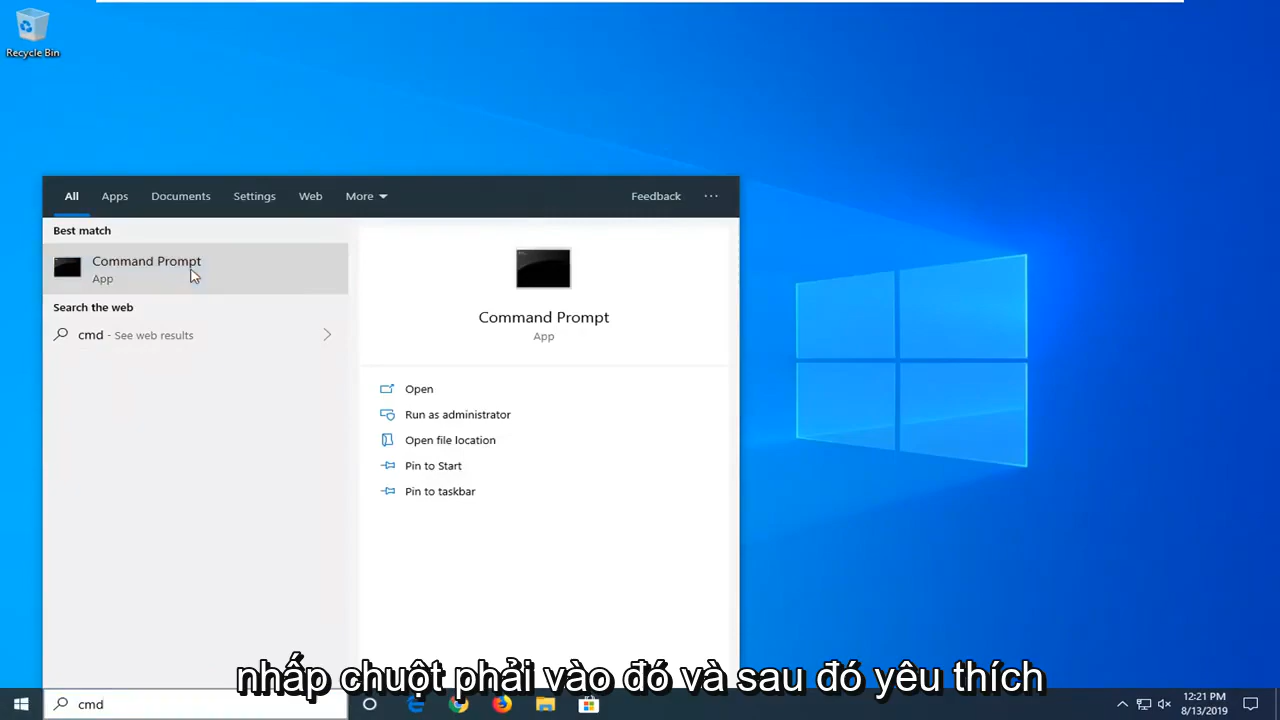 Recycle Bin
All Apps Documents Settings Web More Feedback ···
Best match
Command Prompt
App
Search the web
cmd - See web results
Command Prompt
App
Open
Run as administrator
Open file location
Pin to Start
Pin to taskbar
nhấp chuột phải vào đó và sau đó yêu thích
cmd
12:21 PM
8/13/2019